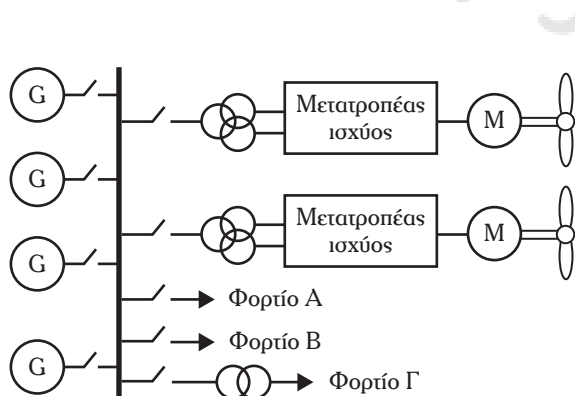 G
Μετατροπέας
ισχύος
M
G
Μετατροπέας
ισχύος
M
G
Φορτίο Α
Φορτίο Β
G
Φορτίο Γ